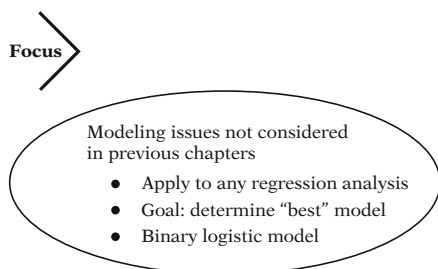 Focus
Modeling issues not considered
in previous chapters
● Apply to any regression analysis
● Goal: determine “best” model
● Binary logistic model